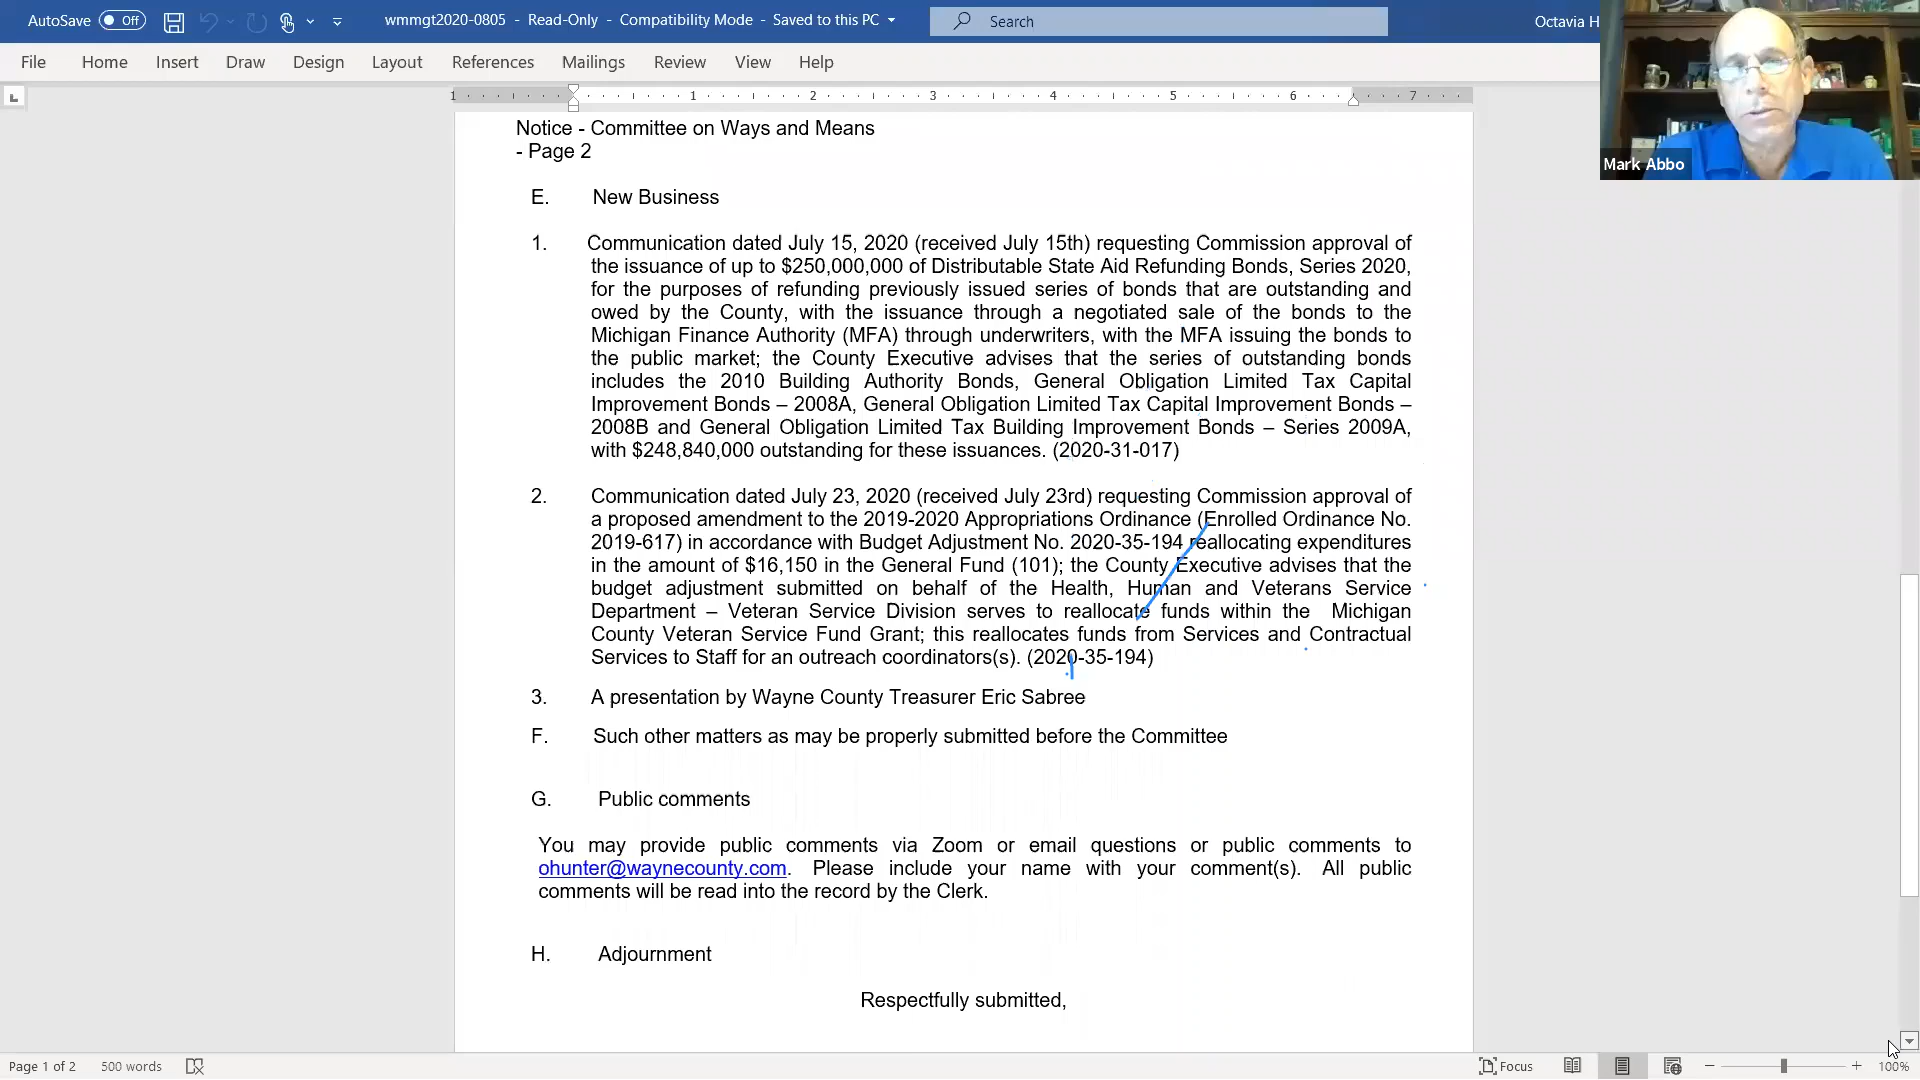 AutoSave Off wmmgt2020-0805 - Read-Only - Compatibility Mode - Saved to this PC Search Octavia H
File Home Insert Draw Design Layout References Mailings Review View Help
1 1 2 3 4 5 6 7
Mark Abbo
Notice - Committee on Ways and Means
- Page 2
E. New Business
1. Communication dated July 15, 2020 (received July 15th) requesting Commission approval of
the issuance of up to $250,000,000 of Distributable State Aid Refunding Bonds, Series 2020,
for the purposes of refunding previously issued series of bonds that are outstanding and
owed by the County, with the issuance through a negotiated sale of the bonds to the
Michigan Finance Authority (MFA) through underwriters, with the MFA issuing the bonds to
the public market; the County Executive advises that the series of outstanding bonds
includes the 2010 Building Authority Bonds, General Obligation Limited Tax Capital
Improvement Bonds – 2008A, General Obligation Limited Tax Capital Improvement Bonds –
2008B and General Obligation Limited Tax Building Improvement Bonds – Series 2009A,
with $248,840,000 outstanding for these issuances. (2020-31-017)
2. Communication dated July 23, 2020 (received July 23rd) requesting Commission approval of
a proposed amendment to the 2019-2020 Appropriations Ordinance (Enrolled Ordinance No.
2019-617) in accordance with Budget Adjustment No. 2020-35-194 reallocating expenditures
in the amount of $16,150 in the General Fund (101); the County Executive advises that the
budget adjustment submitted on behalf of the Health, Human and Veterans Service
Department – Veteran Service Division serves to reallocate funds within the Michigan
County Veteran Service Fund Grant; this reallocates funds from Services and Contractual
Services to Staff for an outreach coordinators(s). (2020-35-194)
3. A presentation by Wayne County Treasurer Eric Sabree
F. Such other matters as may be properly submitted before the Committee
G. Public comments
You may provide public comments via Zoom or email questions or public comments to
ohunter@waynecounty.com. Please include your name with your comment(s). All public
comments will be read into the record by the Clerk.
H. Adjournment
Respectfully submitted,
Page 1 of 2 500 words Focus 100%